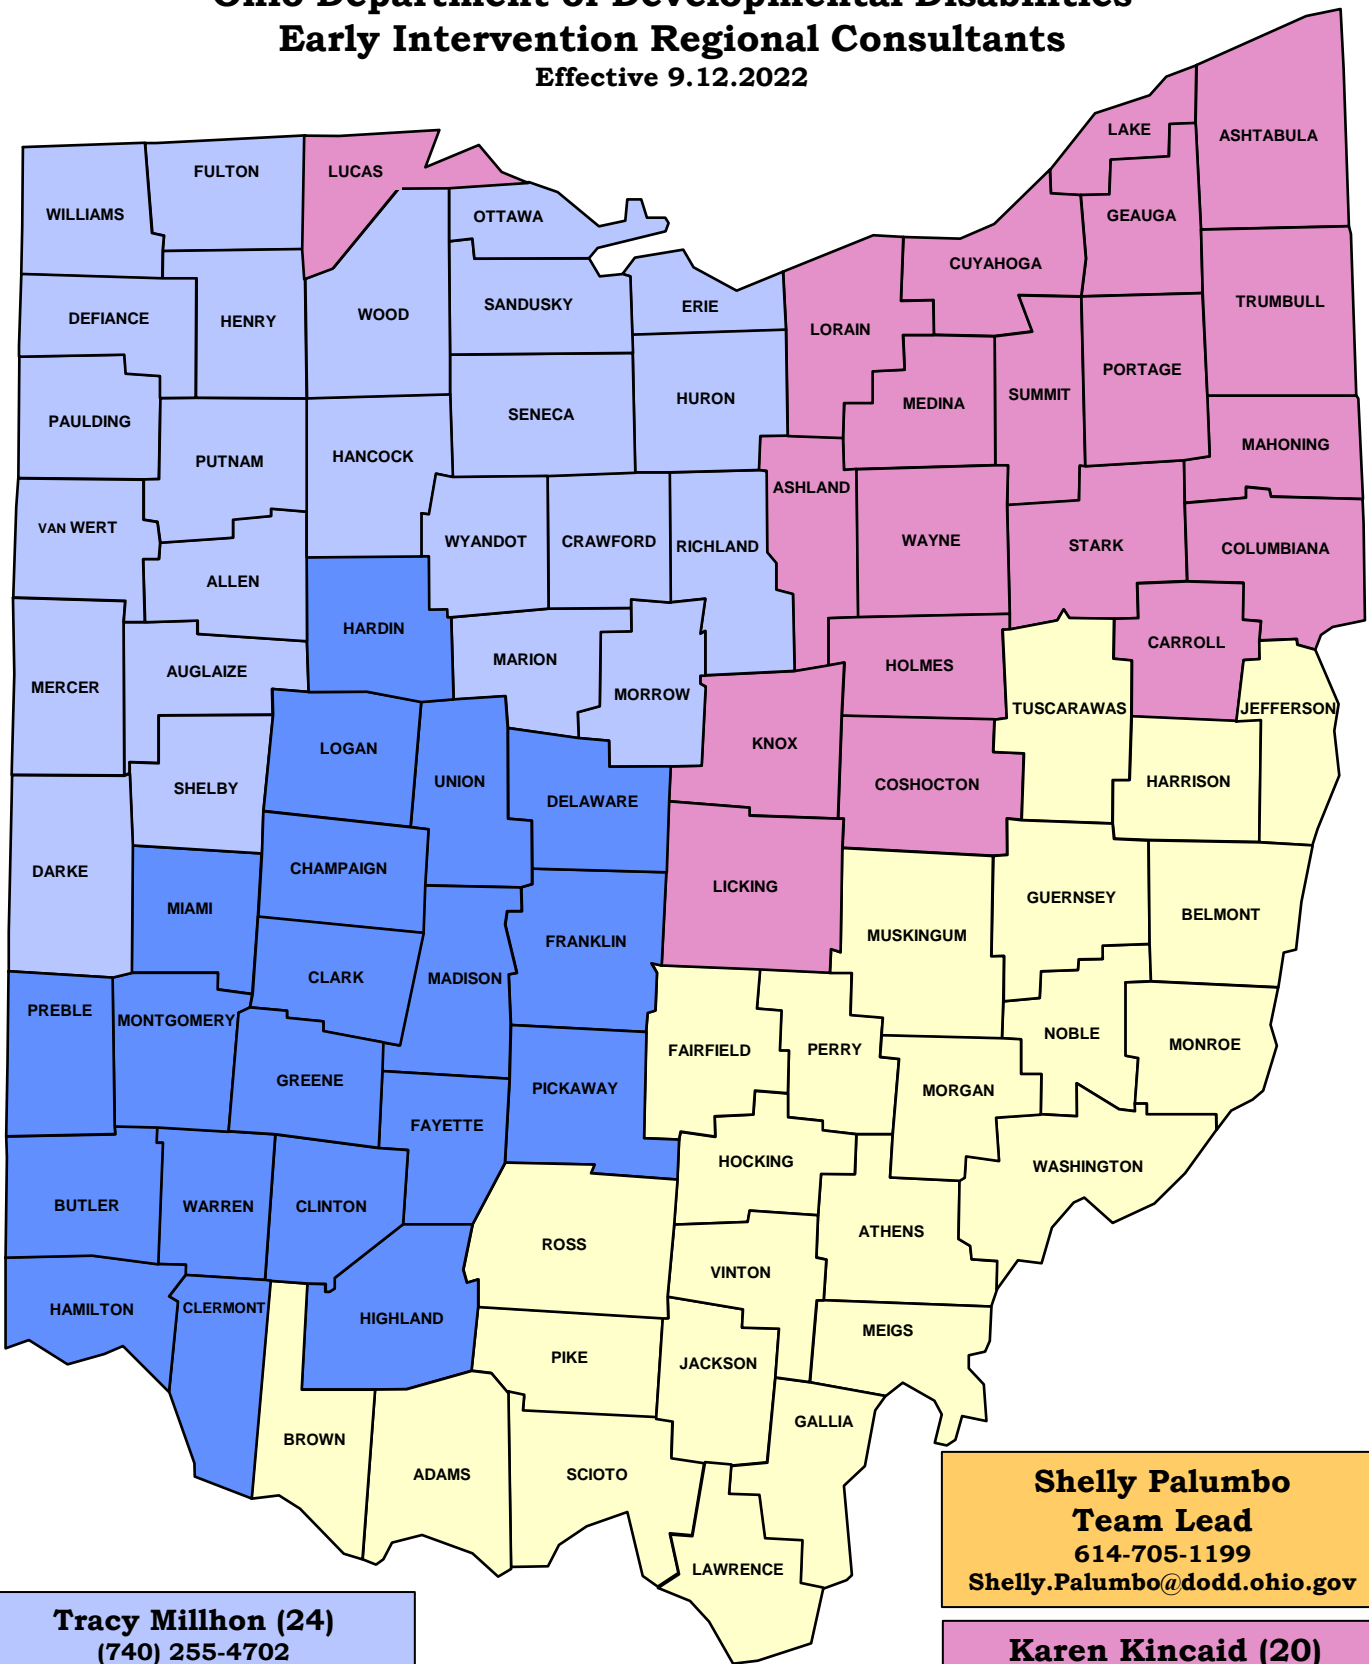 Ohio Department of Developmental Disabilities
Early Intervention Regional Consultants
Effective 9.12.2022
LAKE
ASHTABULA
FULTON
LUCAS
WILLIAMS
OTTAWA
GEAUGA
CUYAHOGA
DEFIANCE
HENRY
WOOD
SANDUSKY
ERIE
LORAIN
TRUMBULL
PAULDING
PUTNAM
HANCOCK
SENECA
HURON
MEDINA
SUMMIT
PORTAGE
MAHONING
VAN WERT
ALLEN
WYANDOT
CRAWFORD
RICHLAND
ASHLAND
WAYNE
STARK
COLUMBIANA
HARDIN
MERCER
AUGLAIZE
MARION
MORROW
HOLMES
CARROLL
TUSCARAWAS
JEFFERSON
LOGAN
UNION
KNOX
SHELBY
DELAWARE
COSHOCTON
HARRISON
DARKE
CHAMPAIGN
LICKING
GUERNSEY
BELMONT
MIAMI
FRANKLIN
MUSKINGUM
CLARK
MADISON
PREBLE
MONTGOMERY
FAIRFIELD
PERRY
NOBLE
MONROE
GREENE
PICKAWAY
MORGAN
FAYETTE
HOCKING
WASHINGTON
BUTLER
WARREN
CLINTON
ROSS
ATHENS
VINTON
HAMILTON
CLERMONT
HIGHLAND
MEIGS
PIKE
JACKSON
GALLIA
BROWN
ADAMS
SCIOTO
LAWRENCE
Shelly Palumbo
Team Lead
614-705-1199
Shelly.Palumbo@dodd.ohio.gov
Tracy Millhon (24)
(740) 255-4702
Karen Kincaid (20)